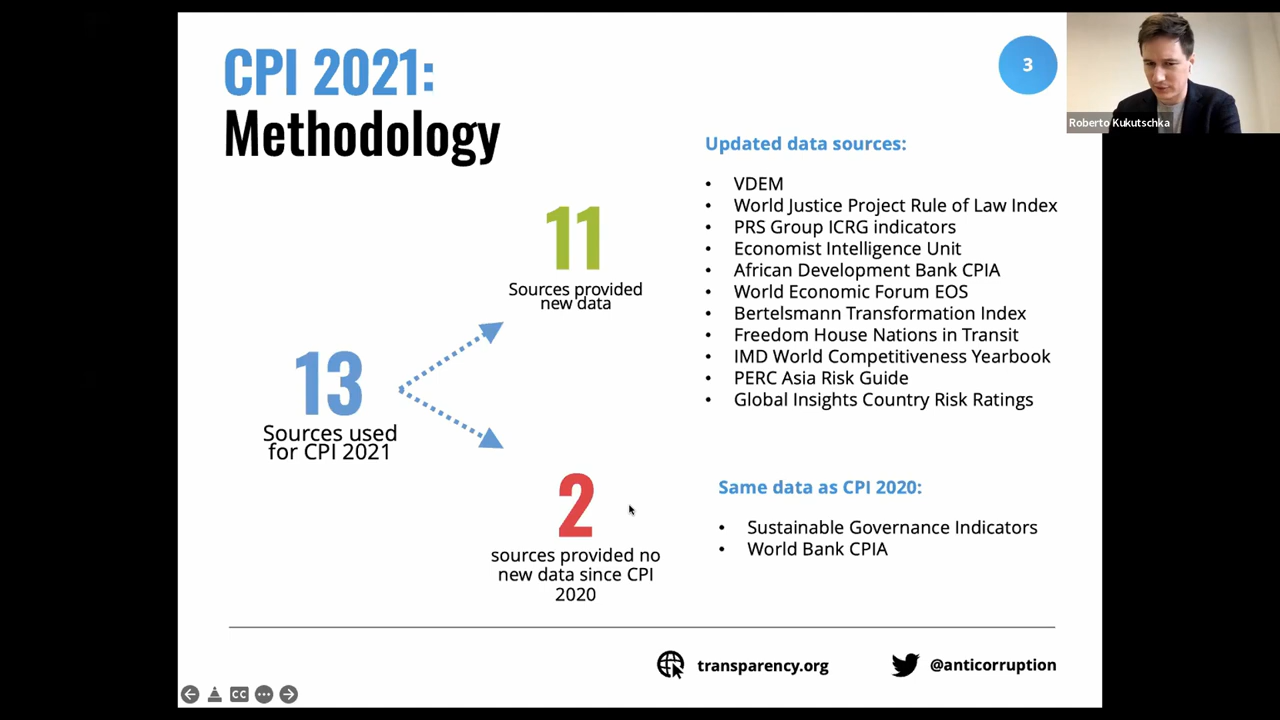 CPI 2021:
Methodology
3
Roberto Kukutschka
11
Sources provided
new data
13
Sources used
for CPI 2021
2
sources provided no
new data since CPI
2020
Updated data sources:
• VDEM
• World Justice Project Rule of Law Index
• PRS Group ICRG indicators
• Economist Intelligence Unit
• African Development Bank CPIA
• World Economic Forum EOS
• Bertelsmann Transformation Index
• Freedom House Nations in Transit
• IMD World Competitiveness Yearbook
• PERC Asia Risk Guide
• Global Insights Country Risk Ratings
Same data as CPI 2020:
• Sustainable Governance Indicators
• World Bank CPIA
transparency.org
@anticorruption
CC